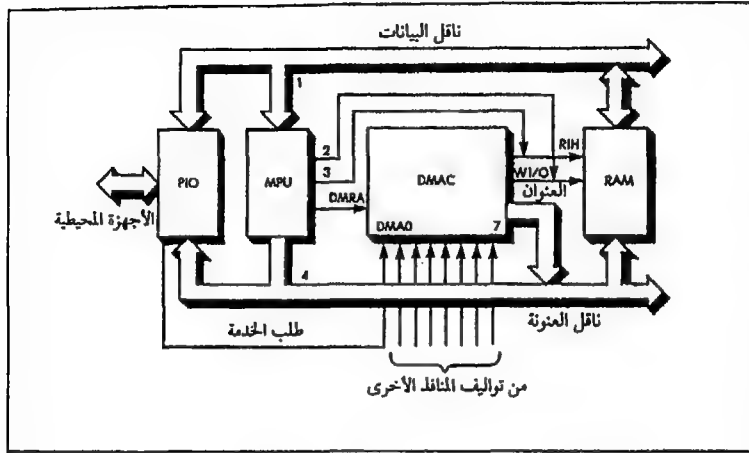 ناقل البيانات
1
2
3
PIO
MPU
DMAC
RAM
RIH
WI/O
العنوان
DMRA
DMA0
7
الأجهزة المحيطية
4
ناقل العنونة
طلب الخدمة
من تواليف المنافذ الأخرى